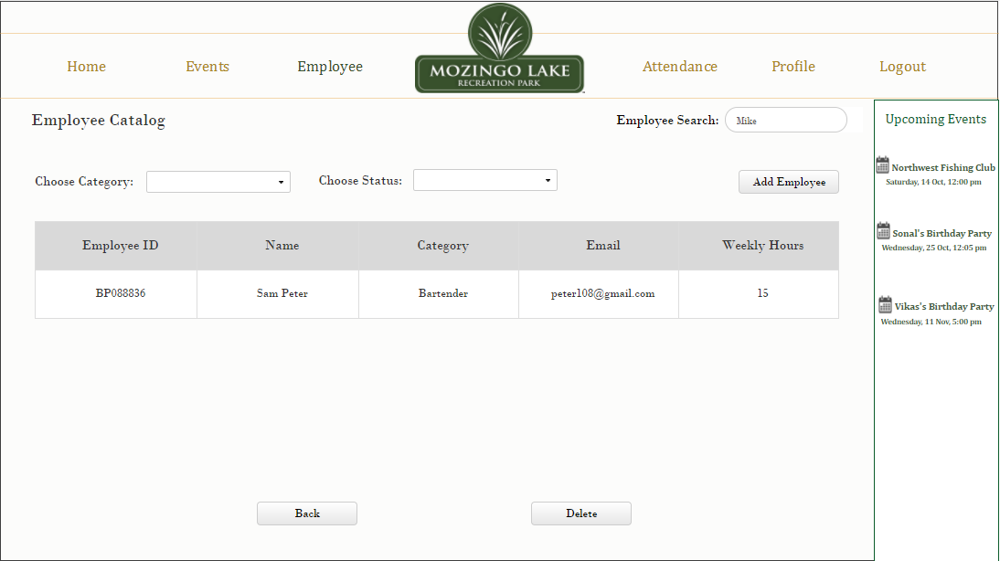 Home
Events
Employee
MOZINGO LAKE
RECREATION PARK
Attendance
Profile
Logout
Employee Catalog
Employee Search:
Mike
Choose Category:
Choose Status:
Add Employee
Employee ID Name Category Email Weekly Hours
BP088836 Sam Peter Bartender peter108@gmail.com 15
Back
Delete
Upcoming Events
Northwest Fishing Club
Saturday, 14 Oct, 12:00 pm
Sonal's Birthday Party
Wednesday, 25 Oct, 12:05 pm
Vikas's Birthday Party
Wednesday, 11 Nov, 5:00 pm